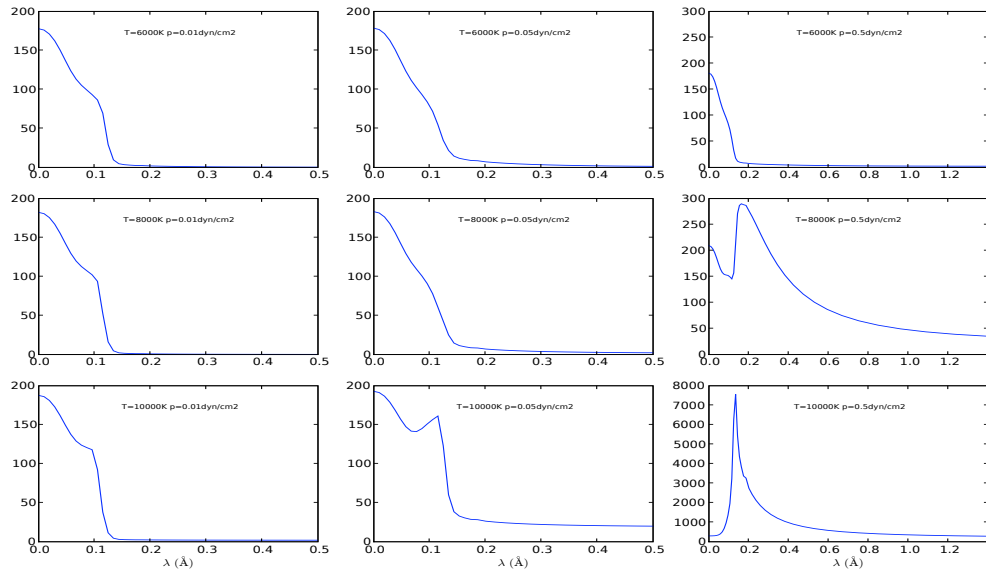 T=6000K p=0.01dyn/cm2
200
150
100
50
0
0.0 0.1 0.2 0.3 0.4 0.5
T=6000K p=0.05dyn/cm2
200
150
100
50
0
0.0 0.1 0.2 0.3 0.4 0.5
T=6000K p=0.5dyn/cm2
300
250
200
150
100
50
0
0.0 0.2 0.4 0.6 0.8 1.0 1.2
T=8000K p=0.01dyn/cm2
200
150
100
50
0
0.0 0.1 0.2 0.3 0.4 0.5
T=8000K p=0.05dyn/cm2
200
150
100
50
0
0.0 0.1 0.2 0.3 0.4 0.5
T=8000K p=0.5dyn/cm2
300
250
200
150
100
50
0
0.0 0.2 0.4 0.6 0.8 1.0 1.2
T=10000K p=0.01dyn/cm2
200
150
100
50
0
0.0 0.1 0.2 0.3 0.4 0.5
λ (Å)
T=10000K p=0.05dyn/cm2
200
150
100
50
0
0.0 0.1 0.2 0.3 0.4 0.5
λ (Å)
T=10000K p=0.5dyn/cm2
8000
7000
6000
5000
4000
3000
2000
1000
0
0.0 0.2 0.4 0.6 0.8 1.0 1.2
λ (Å)